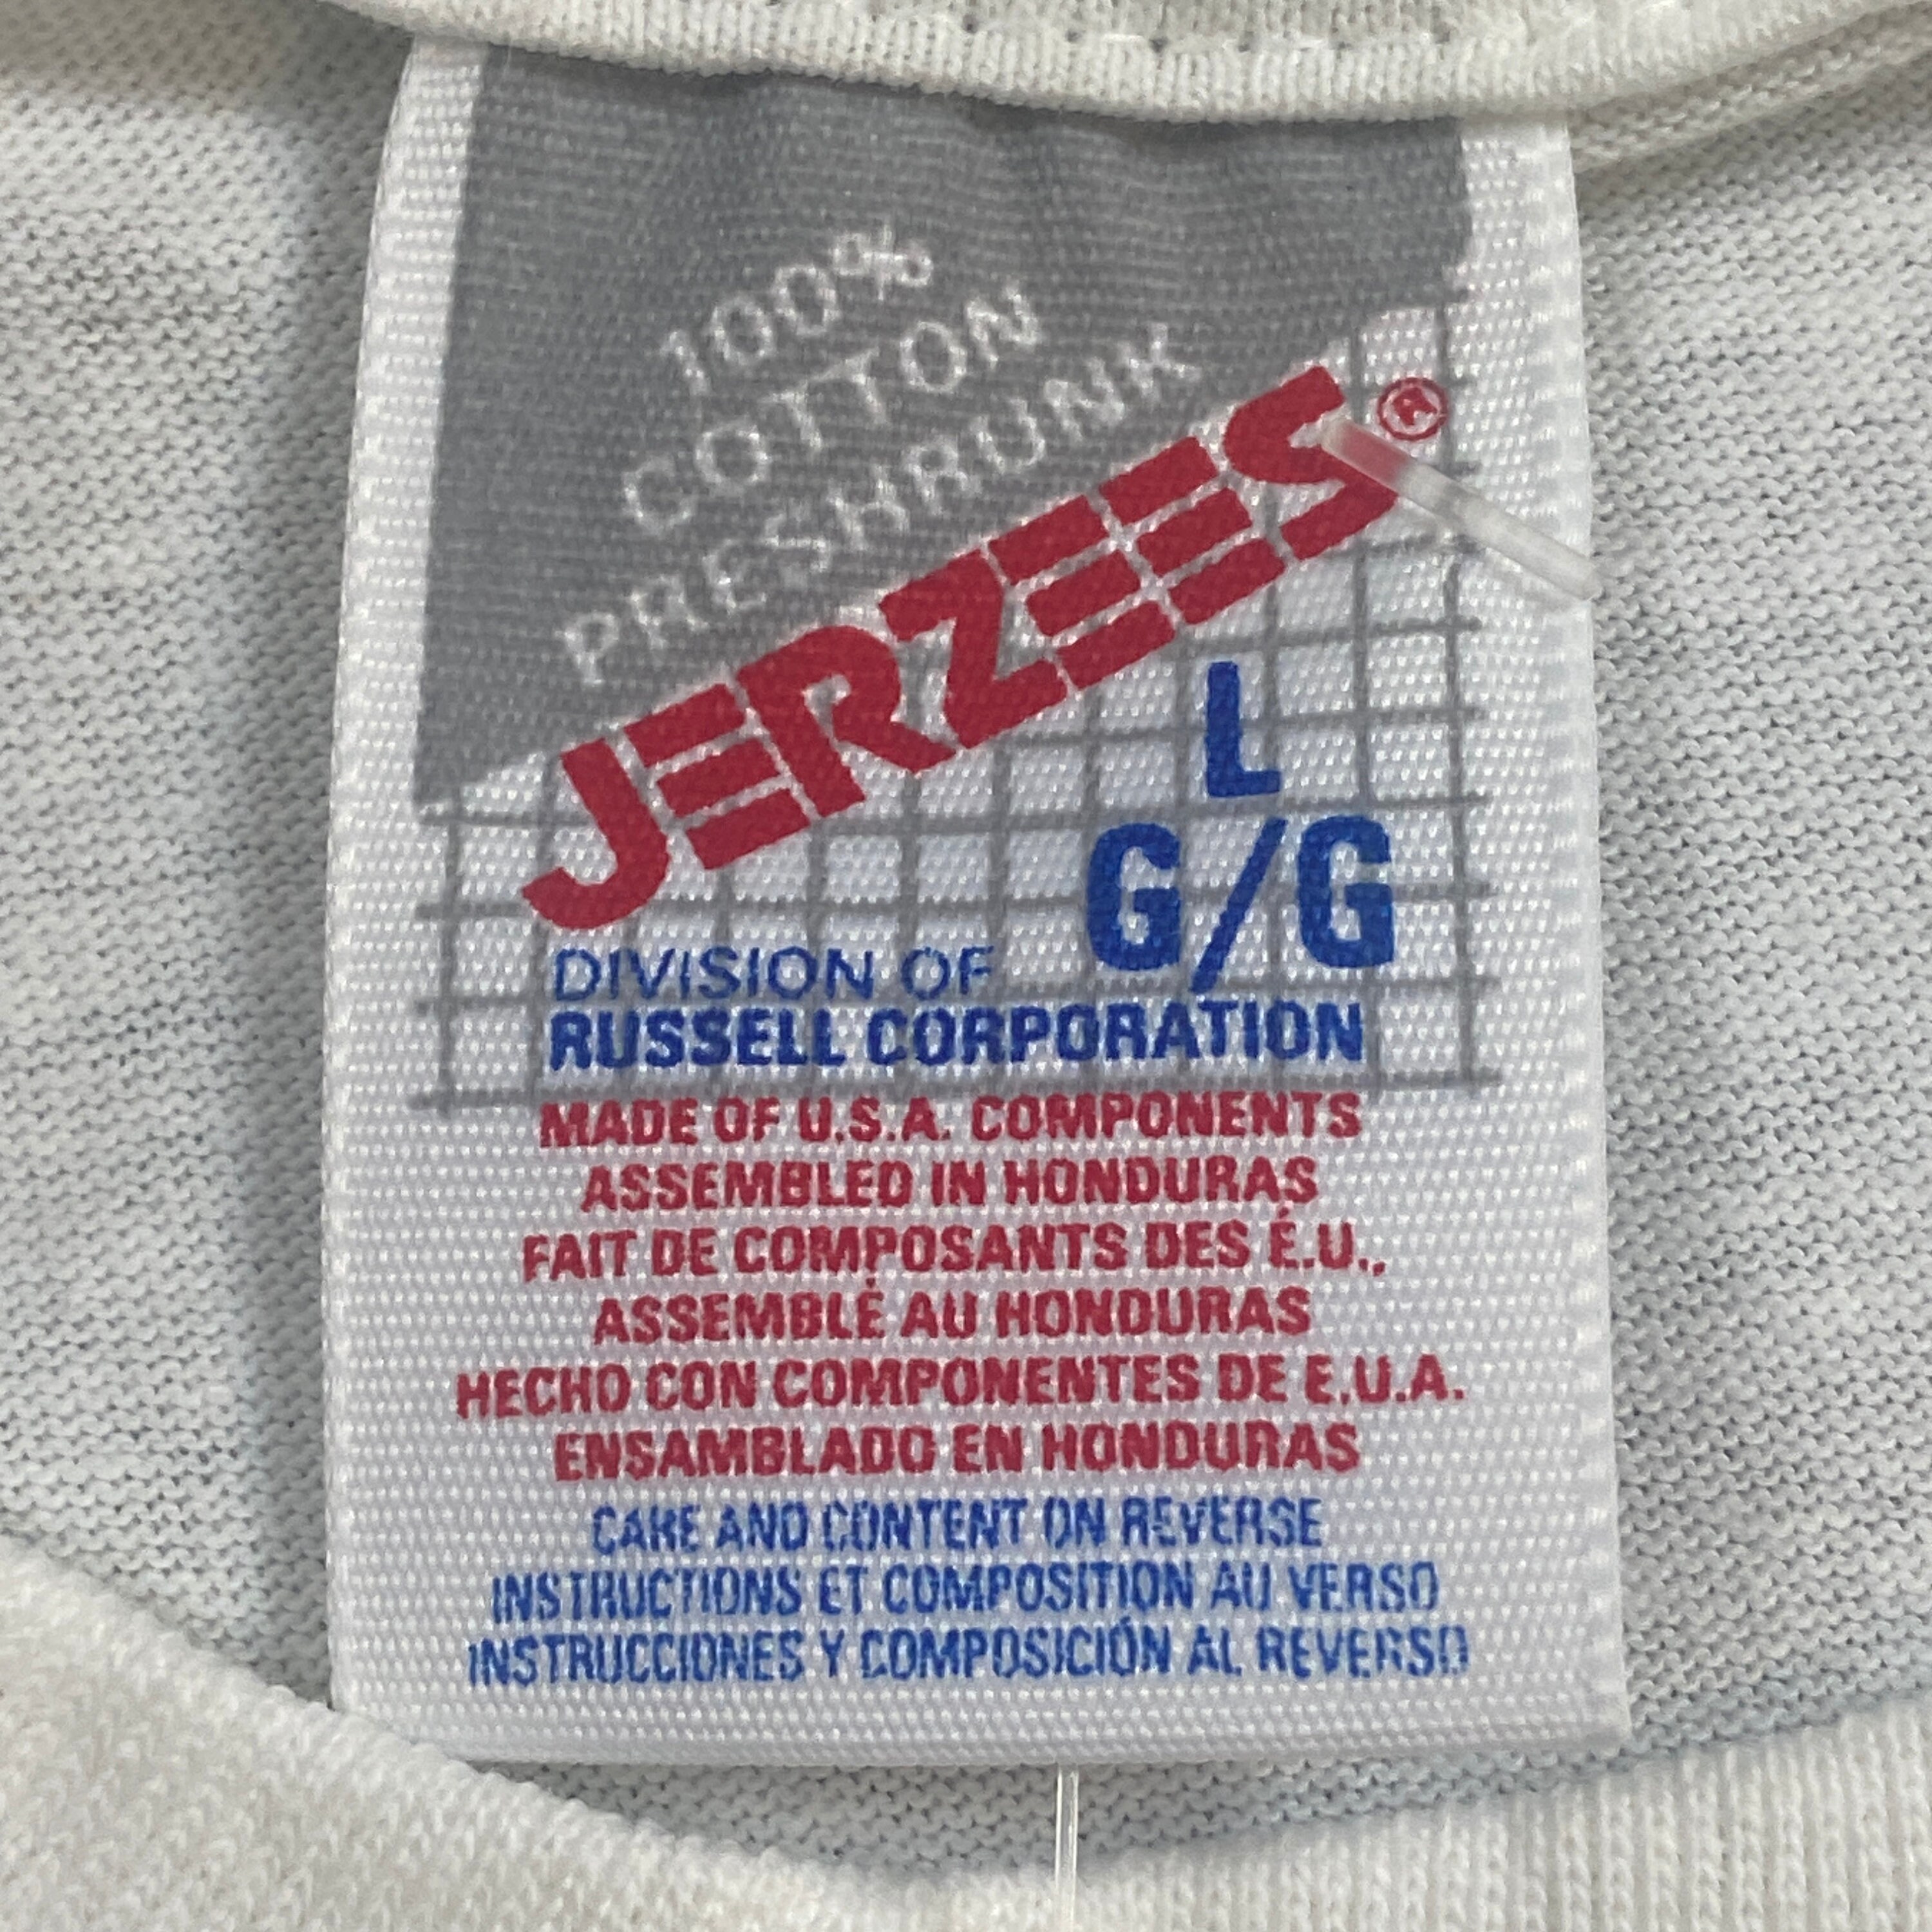 100%
COTTON
PRESHRUNK
JERZEES®
L
G/G
DIVISION OF
RUSSELL CORPORATION
MADE OF U.S.A. COMPONENTS
ASSEMBLED IN HONDURAS
FAIT DE COMPOSANTS DES É.U.,
ASSEMBLÉ AU HONDURAS
HECHO CON COMPONENTES DE E.U.A.
ENSAMBLADO EN HONDURAS
CARE AND CONTENT ON REVERSE
INSTRUCTIONS ET COMPOSITION AU VERSO
INSTRUCCIONES Y COMPOSICIÓN AL REVERSO